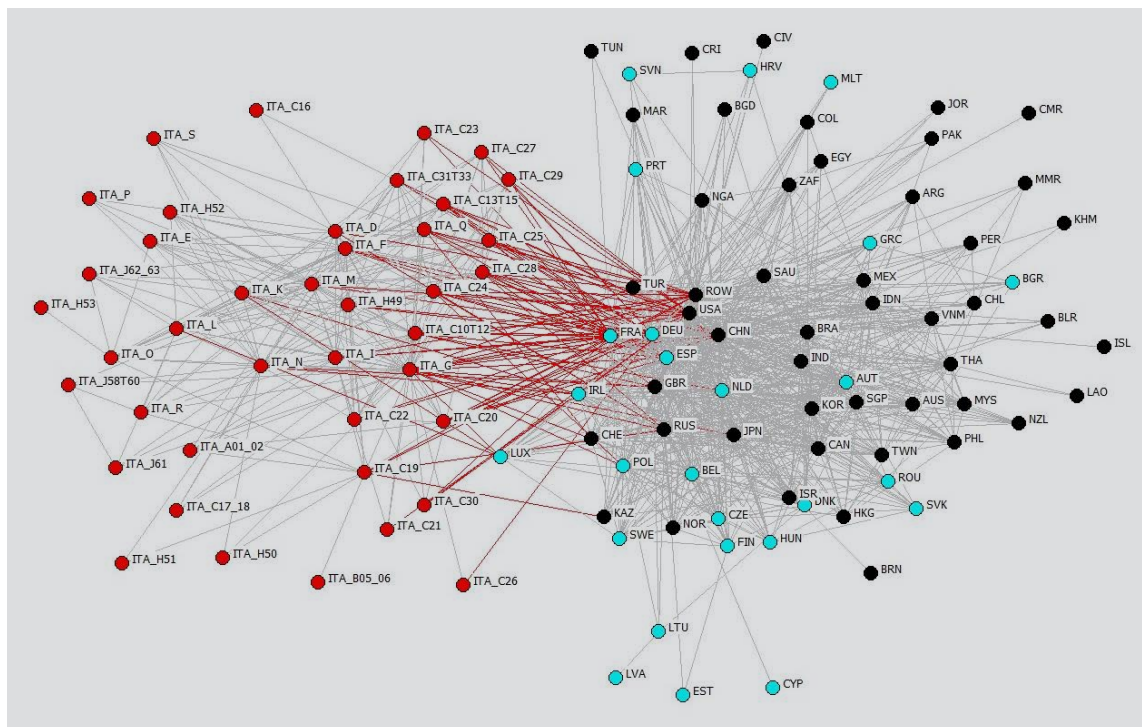 CIV
TUN
CRI
HRV
SVN
MLT
ITA_C16
BGD
JOR
CMR
MAR
COL
ITA_C23
ITA_S
PAK
ITA_C27
EGY
PRT
ITA_C31T33
ITA_C29
ZAF
MMR
ITA_P
NGA
ARG
ITA_C13T15
ITA_H52
KHM
ITA_D
ITA_Q
ITA_E
ITA_C25
GRC
PER
ITA_F
ITA_J62_63
ITA_C28
SAU
MEX
BGR
ITA_M
TUR
ITA_K
ITA_C24
ROW
ITA_H49
IDN
CHL
ITA_H53
USA
VNM
BLR
ITA_L
ITA_C10T12
FRA
DEU
CHN
BRA
ISL
ITA_O
ITA_I
ESP
IND
THA
ITA_N
ITA_G
ITA_J58T60
GBR
NLD
AUT
IRL
LAO
ITA_R
KOR
SGP
AUS
MYS
ITA_C22
ITA_C20
NZL
RUS
JPN
CHE
PHL
ITA_A01_02
LUX
CAN
TWN
ITA_J61
POL
ITA_C19
BEL
ROU
ISR
ITA_C30
DNK
ITA_C17_18
SVK
KAZ
CZE
HKG
ITA_C21
NOR
SWE
FIN
HUN
ITA_H51
ITA_H50
BRN
ITA_B05_06
ITA_C26
LTU
LVA
CYP
EST